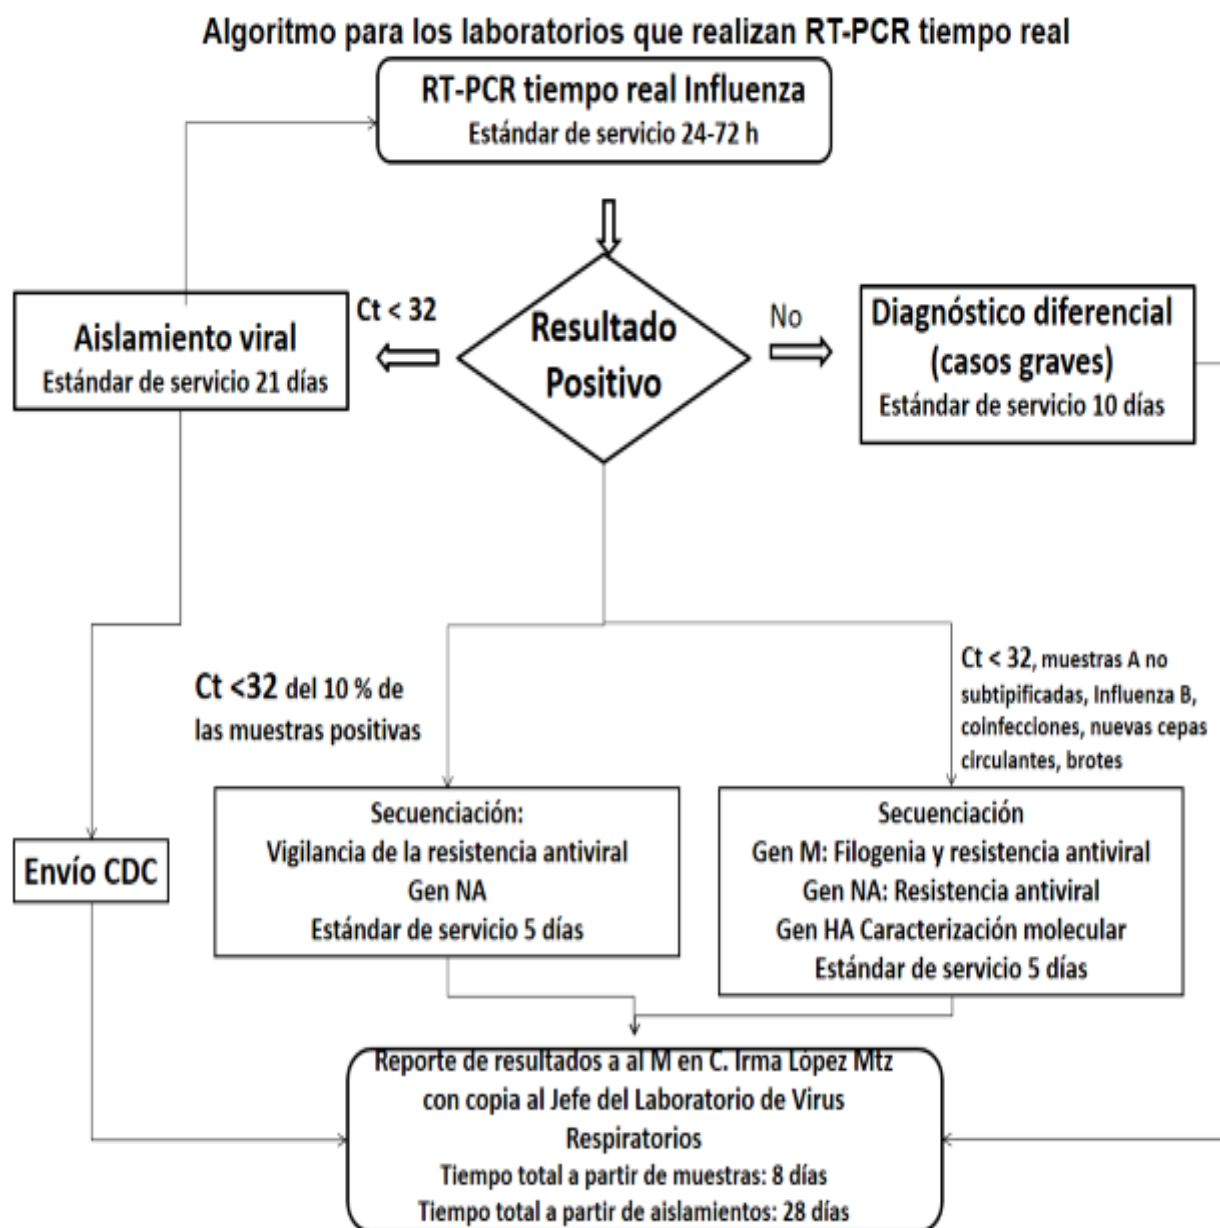 Algoritmo para los laboratorios que realizan RT-PCR tiempo real
RT-PCR tiempo real Influenza
Estándar de servicio 24-72 h
Ct < 32
Resultado
Positivo
No
Aislamiento viral
Estándar de servicio 21 días
Diagnóstico diferencial
(casos graves)
Estándar de servicio 10 días
Ct <32 del 10 % de
las muestras positivas
Ct < 32, muestras A no
subtipificadas, Influenza B,
coinfecciones, nuevas cepas
circulantes, brotes
Envío CDC
Secuenciación:
Vigilancia de la resistencia antiviral
Gen NA
Estándar de servicio 5 días
Secuenciación
Gen M: Filogenia y resistencia antiviral
Gen NA: Resistencia antiviral
Gen HA Caracterización molecular
Estándar de servicio 5 días
Reporte de resultados a al M en C. Irma López Mtz
con copia al Jefe del Laboratorio de Virus
Respiratorios
Tiempo total a partir de muestras: 8 días
Tiempo total a partir de aislamientos: 28 días